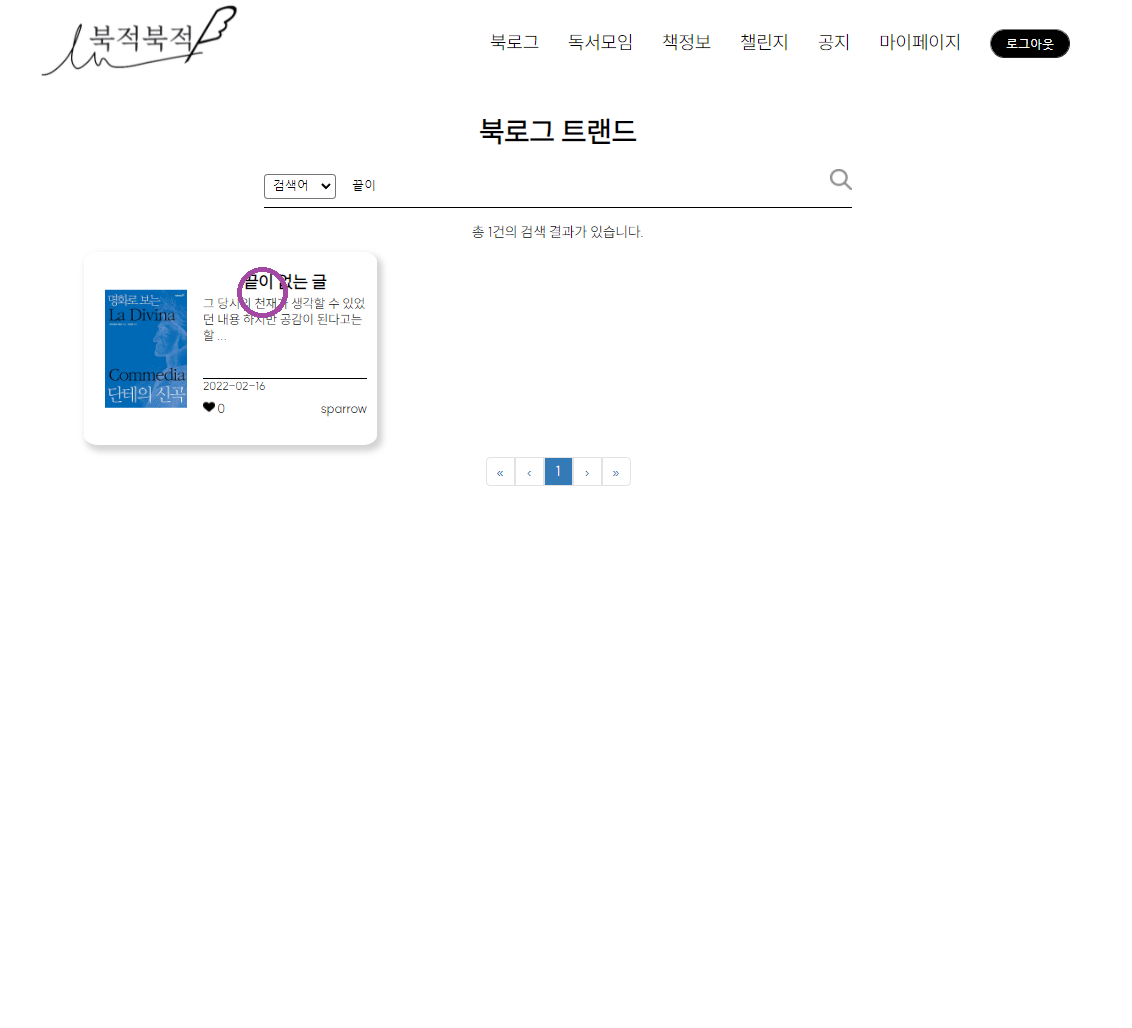 북적북적
북로그 독서모임 책정보 챌린지 공지 마이페이지 로그아웃
북로그 트랜드
검색어 끝이
총 1건의 검색 결과가 있습니다.
끝이 없는 글
그 당시의 천재가 생각할 수 있었
던 내용 하지만 공감이 된다고는
할 ...
2022-02-16
0 sparrow
명화로 보는
La Divina
Commedia
단테의 신곡
« ‹ 1 › »